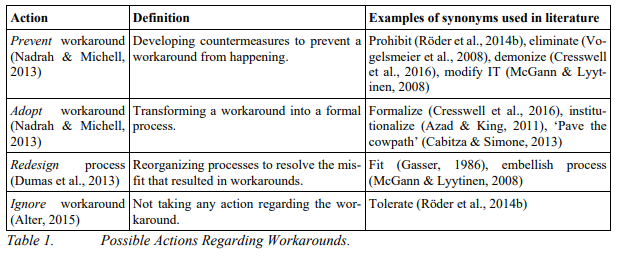 Action Definition Examples of synonyms used in literature
Prevent workaround (Nadrah & Michell, 2013)
Developing countermeasures to prevent a workaround from happening.
Prohibit (Röder et al., 2014b), eliminate (Vo-
gelsmeier et al., 2008), demonize (Cresswell
et al., 2016), modify IT (McGann & Lyyt-
inen, 2008)
Adopt workaround
(Nadrah & Michell,
2013)
Transforming a workaround into a formal
process.
Formalize (Cresswell et al., 2016), institu-
tionalize (Azad & King, 2011), ‘Pave the
cowpath’ (Cabitza & Simone, 2013)
Redesign process
(Dumas et al., 2013)
Reorganizing processes to resolve the mis-
fit that resulted in workarounds.
Fit (Gasser, 1986), embellish process
(McGann & Lyytinen, 2008)
Ignore workaround
(Alter, 2015)
Not taking any action regarding the wor-
karound.
Tolerate (Röder et al., 2014b)
Table 1. Possible Actions Regarding Workarounds.